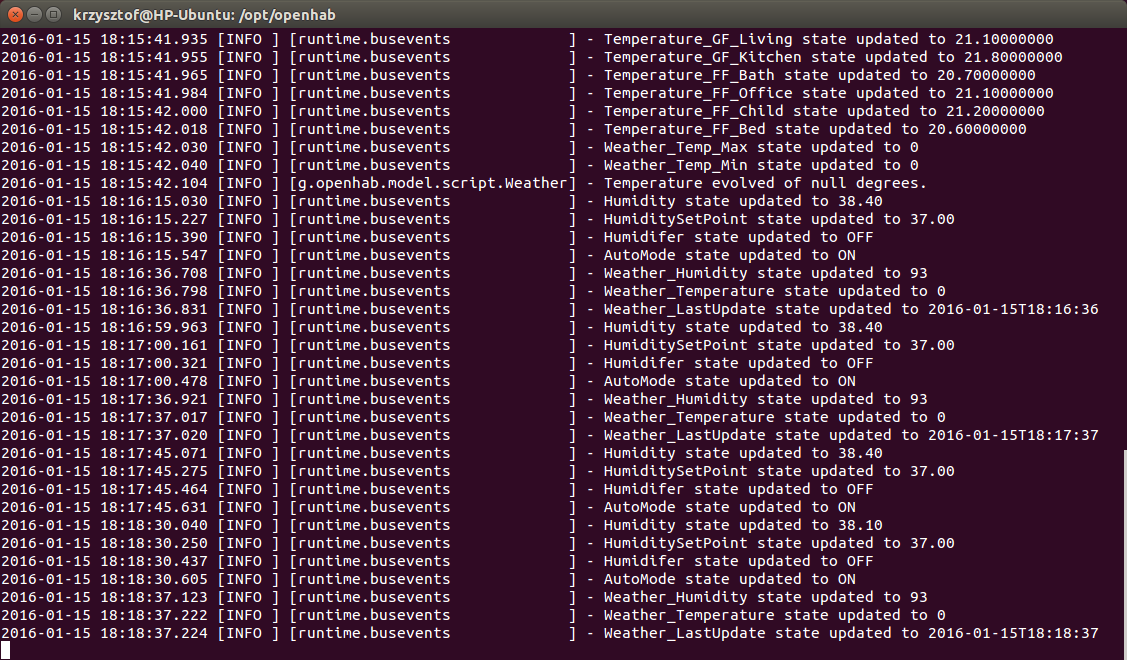 krzysztof@HP-Ubuntu: /opt/openhab
2016-01-15 18:15:41.935 [INFO ] [runtime.busevents             ] - Temperature_GF_Living state updated to 21.10000000
2016-01-15 18:15:41.955 [INFO ] [runtime.busevents             ] - Temperature_GF_Kitchen state updated to 21.80000000
2016-01-15 18:15:41.965 [INFO ] [runtime.busevents             ] - Temperature_FF_Bath state updated to 20.70000000
2016-01-15 18:15:41.984 [INFO ] [runtime.busevents             ] - Temperature_FF_Office state updated to 21.10000000
2016-01-15 18:15:42.000 [INFO ] [runtime.busevents             ] - Temperature_FF_Child state updated to 21.20000000
2016-01-15 18:15:42.018 [INFO ] [runtime.busevents             ] - Temperature_FF_Bed state updated to 20.60000000
2016-01-15 18:15:42.030 [INFO ] [runtime.busevents             ] - Weather_Temp_Max state updated to 0
2016-01-15 18:15:42.040 [INFO ] [runtime.busevents             ] - Weather_Temp_Min state updated to 0
2016-01-15 18:15:42.104 [INFO ] [g.openhab.model.script.Weather] - Temperature evolved of null degrees.
2016-01-15 18:16:15.030 [INFO ] [runtime.busevents             ] - Humidity state updated to 38.40
2016-01-15 18:16:15.227 [INFO ] [runtime.busevents             ] - HumiditySetPoint state updated to 37.00
2016-01-15 18:16:15.390 [INFO ] [runtime.busevents             ] - Humidifer state updated to OFF
2016-01-15 18:16:15.547 [INFO ] [runtime.busevents             ] - AutoMode state updated to ON
2016-01-15 18:16:36.708 [INFO ] [runtime.busevents             ] - Weather_Humidity state updated to 93
2016-01-15 18:16:36.798 [INFO ] [runtime.busevents             ] - Weather_Temperature state updated to 0
2016-01-15 18:16:36.831 [INFO ] [runtime.busevents             ] - Weather_LastUpdate state updated to 2016-01-15T18:16:36
2016-01-15 18:16:59.963 [INFO ] [runtime.busevents             ] - Humidity state updated to 38.40
2016-01-15 18:17:00.161 [INFO ] [runtime.busevents             ] - HumiditySetPoint state updated to 37.00
2016-01-15 18:17:00.321 [INFO ] [runtime.busevents             ] - Humidifer state updated to OFF
2016-01-15 18:17:00.478 [INFO ] [runtime.busevents             ] - AutoMode state updated to ON
2016-01-15 18:17:36.921 [INFO ] [runtime.busevents             ] - Weather_Humidity state updated to 93
2016-01-15 18:17:37.017 [INFO ] [runtime.busevents             ] - Weather_Temperature state updated to 0
2016-01-15 18:17:37.020 [INFO ] [runtime.busevents             ] - Weather_LastUpdate state updated to 2016-01-15T18:17:37
2016-01-15 18:17:45.071 [INFO ] [runtime.busevents             ] - Humidity state updated to 38.40
2016-01-15 18:17:45.275 [INFO ] [runtime.busevents             ] - HumiditySetPoint state updated to 37.00
2016-01-15 18:17:45.464 [INFO ] [runtime.busevents             ] - Humidifer state updated to OFF
2016-01-15 18:17:45.631 [INFO ] [runtime.busevents             ] - AutoMode state updated to ON
2016-01-15 18:18:30.040 [INFO ] [runtime.busevents             ] - Humidity state updated to 38.10
2016-01-15 18:18:30.250 [INFO ] [runtime.busevents             ] - HumiditySetPoint state updated to 37.00
2016-01-15 18:18:30.437 [INFO ] [runtime.busevents             ] - Humidifer state updated to OFF
2016-01-15 18:18:30.605 [INFO ] [runtime.busevents             ] - AutoMode state updated to ON
2016-01-15 18:18:37.123 [INFO ] [runtime.busevents             ] - Weather_Humidity state updated to 93
2016-01-15 18:18:37.222 [INFO ] [runtime.busevents             ] - Weather_Temperature state updated to 0
2016-01-15 18:18:37.224 [INFO ] [runtime.busevents             ] - Weather_LastUpdate state updated to 2016-01-15T18:18:37